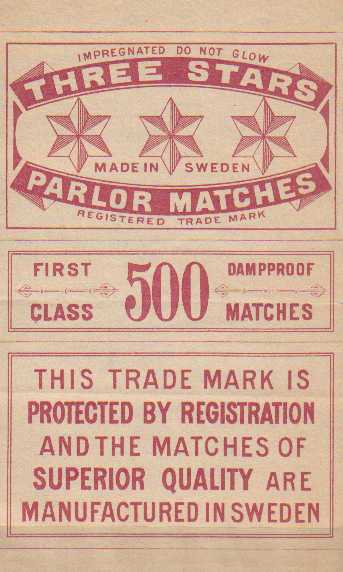 IMPREGNATED DO NOT GLOW
THREE STARS
MADE IN SWEDEN
PARLOR MATCHES
REGISTERED TRADE MARK
FIRST CLASS
500
DAMPPROOF MATCHES
THIS TRADE MARK IS
PROTECTED BY REGISTRATION
AND THE MATCHES OF
SUPERIOR QUALITY ARE
MANUFACTURED IN SWEDEN